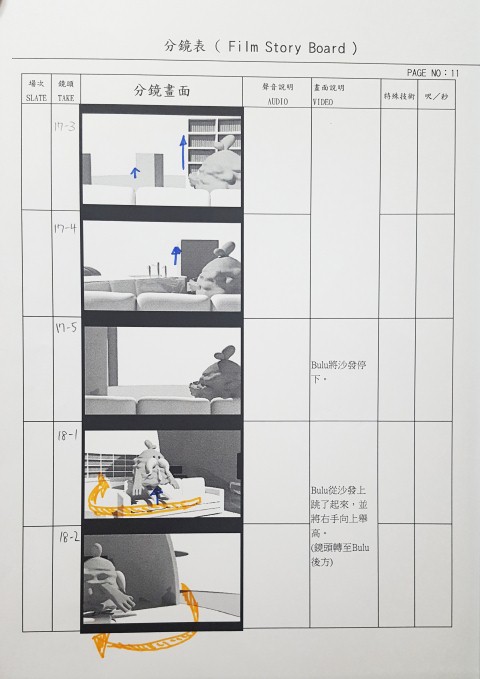 分鏡表 ( Film Story Board )
PAGE NO：11
場次 鏡頭 分鏡畫面 聲音說明 畫面說明 特殊技術 呎／秒
SLATE TAKE AUDIO VIDEO
17-3
17-4
17-5
Bulu將沙發停
下。
18-1
Bulu從沙發上
跳了起來，並
將右手向上舉
高。
(鏡頭轉至Bulu
後方)
18-2